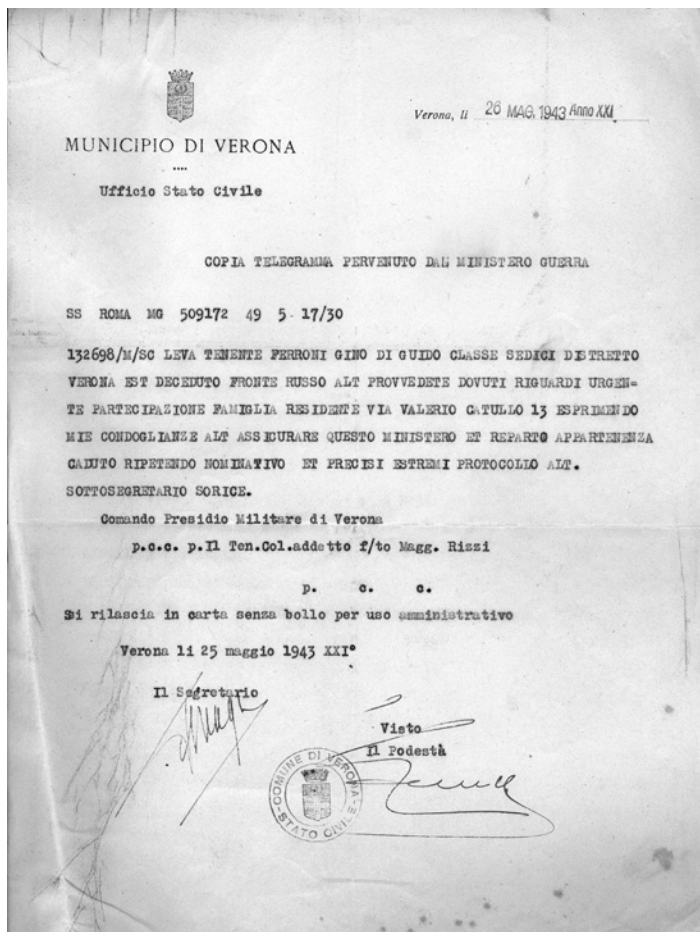 Verona, li 26 MAG. 1943 Anno XXI
MUNICIPIO DI VERONA
Ufficio Stato Civile
COPIA TELEGRAMMA PERVENUTO DAL MINISTERO GUERRA
SS ROMA MG 509172 49 5 17/30
132698/M/SC LEVA TENENTE FERRONI GINO DI GUIDO CLASSE SEDICI DISTRETTO
VERONA EST DECEDUTO FRONTE RUSSO ALT PROVVEDETE DOVUTI RIGUARDI URGEN=
TE PARTECIPAZIONE FAMIGLIA RESIDENTE VIA VALERIO CATULLO 13 ESPRIMENDO
MIE CONDOGLIANZE ALT ASSICURARE QUESTO MINISTERO ET REPARTO APPARTENENZA
CADUTO RIPETENDO NOMINATIVO ET PRECISI ESTREMI PROTOCOLLO ALT.
SOTTOSEGRETARIO SORICE.
Comando Presidio Militare di Verona
p.c.c. p.Il Ten.Col.addetto f/to Magg. Rizzi
p. c. c.
Si rilascia in carta senza bollo per uso amministrativo
Verona li 25 maggio 1943 XXI°
Il Segretario
Visto
Il Podestà
COMUNE DI VERONA
STATO CIVILE